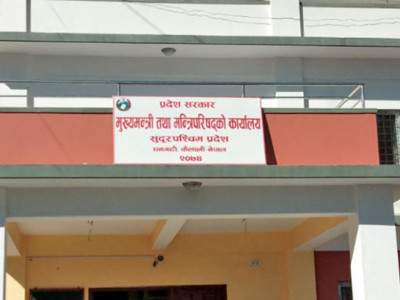 प्रदेश सरकार
मुख्यमन्त्री तथा मन्त्रिपरिषद्को कार्यालय
सुदूरपश्चिम प्रदेश
धनगढी कैलाली नेपाल
२०७४